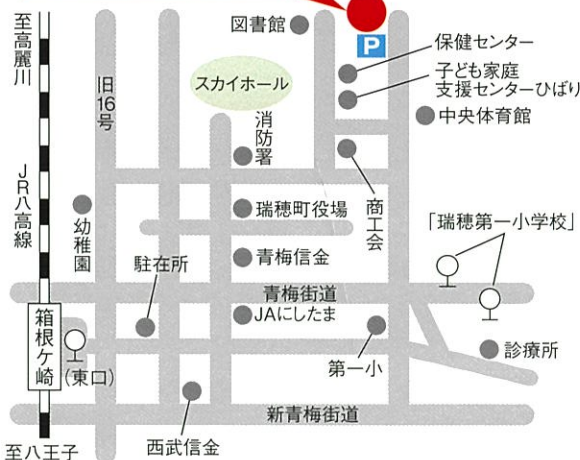 至高麗川
JR八高線
箱根ケ崎
(東口)
至八王子
旧16号
幼稚園
図書館
P
スカイホール
消防署
保健センター
子ども家庭
支援センターひばり
中央体育館
商工会
瑞穂町役場
青梅信金
「瑞穂第一小学校」
駐在所
青梅街道
JAにしたま
第一小
診療所
新青梅街道
西武信金